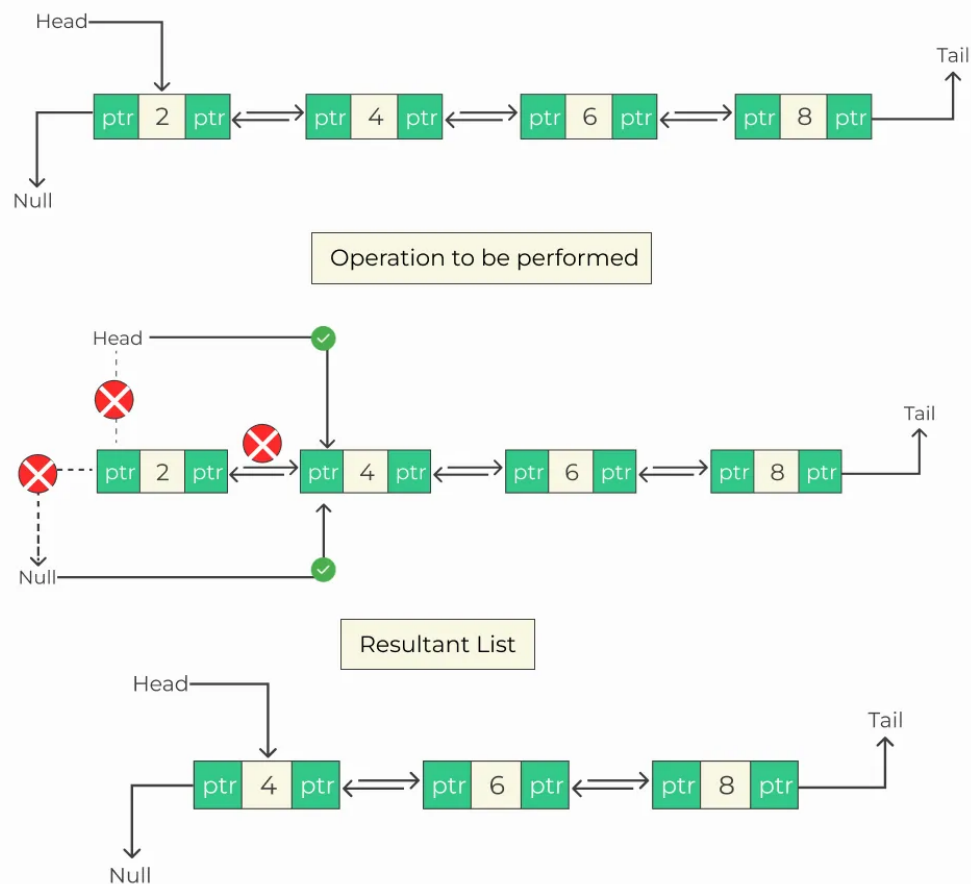 Head
Tail
ptr 2 ptr ptr 4 ptr ptr 6 ptr ptr 8 ptr
Null
Operation to be performed
Head
Tail
ptr 2 ptr ptr 4 ptr ptr 6 ptr ptr 8 ptr
Null
Resultant List
Head
Tail
ptr 4 ptr ptr 6 ptr ptr 8 ptr
Null